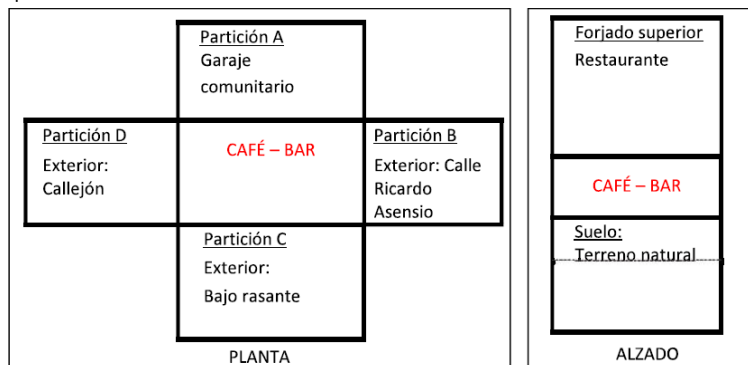 Partición A
Garaje
comunitario
Partición D
Exterior:
Callejón
CAFÉ – BAR
Partición B
Exterior: Calle
Ricardo
Asensio
Partición C
Exterior:
Bajo rasante
PLANTA
Forjado superior
Restaurante
CAFÉ – BAR
Suelo:
Terreno natural
ALZADO